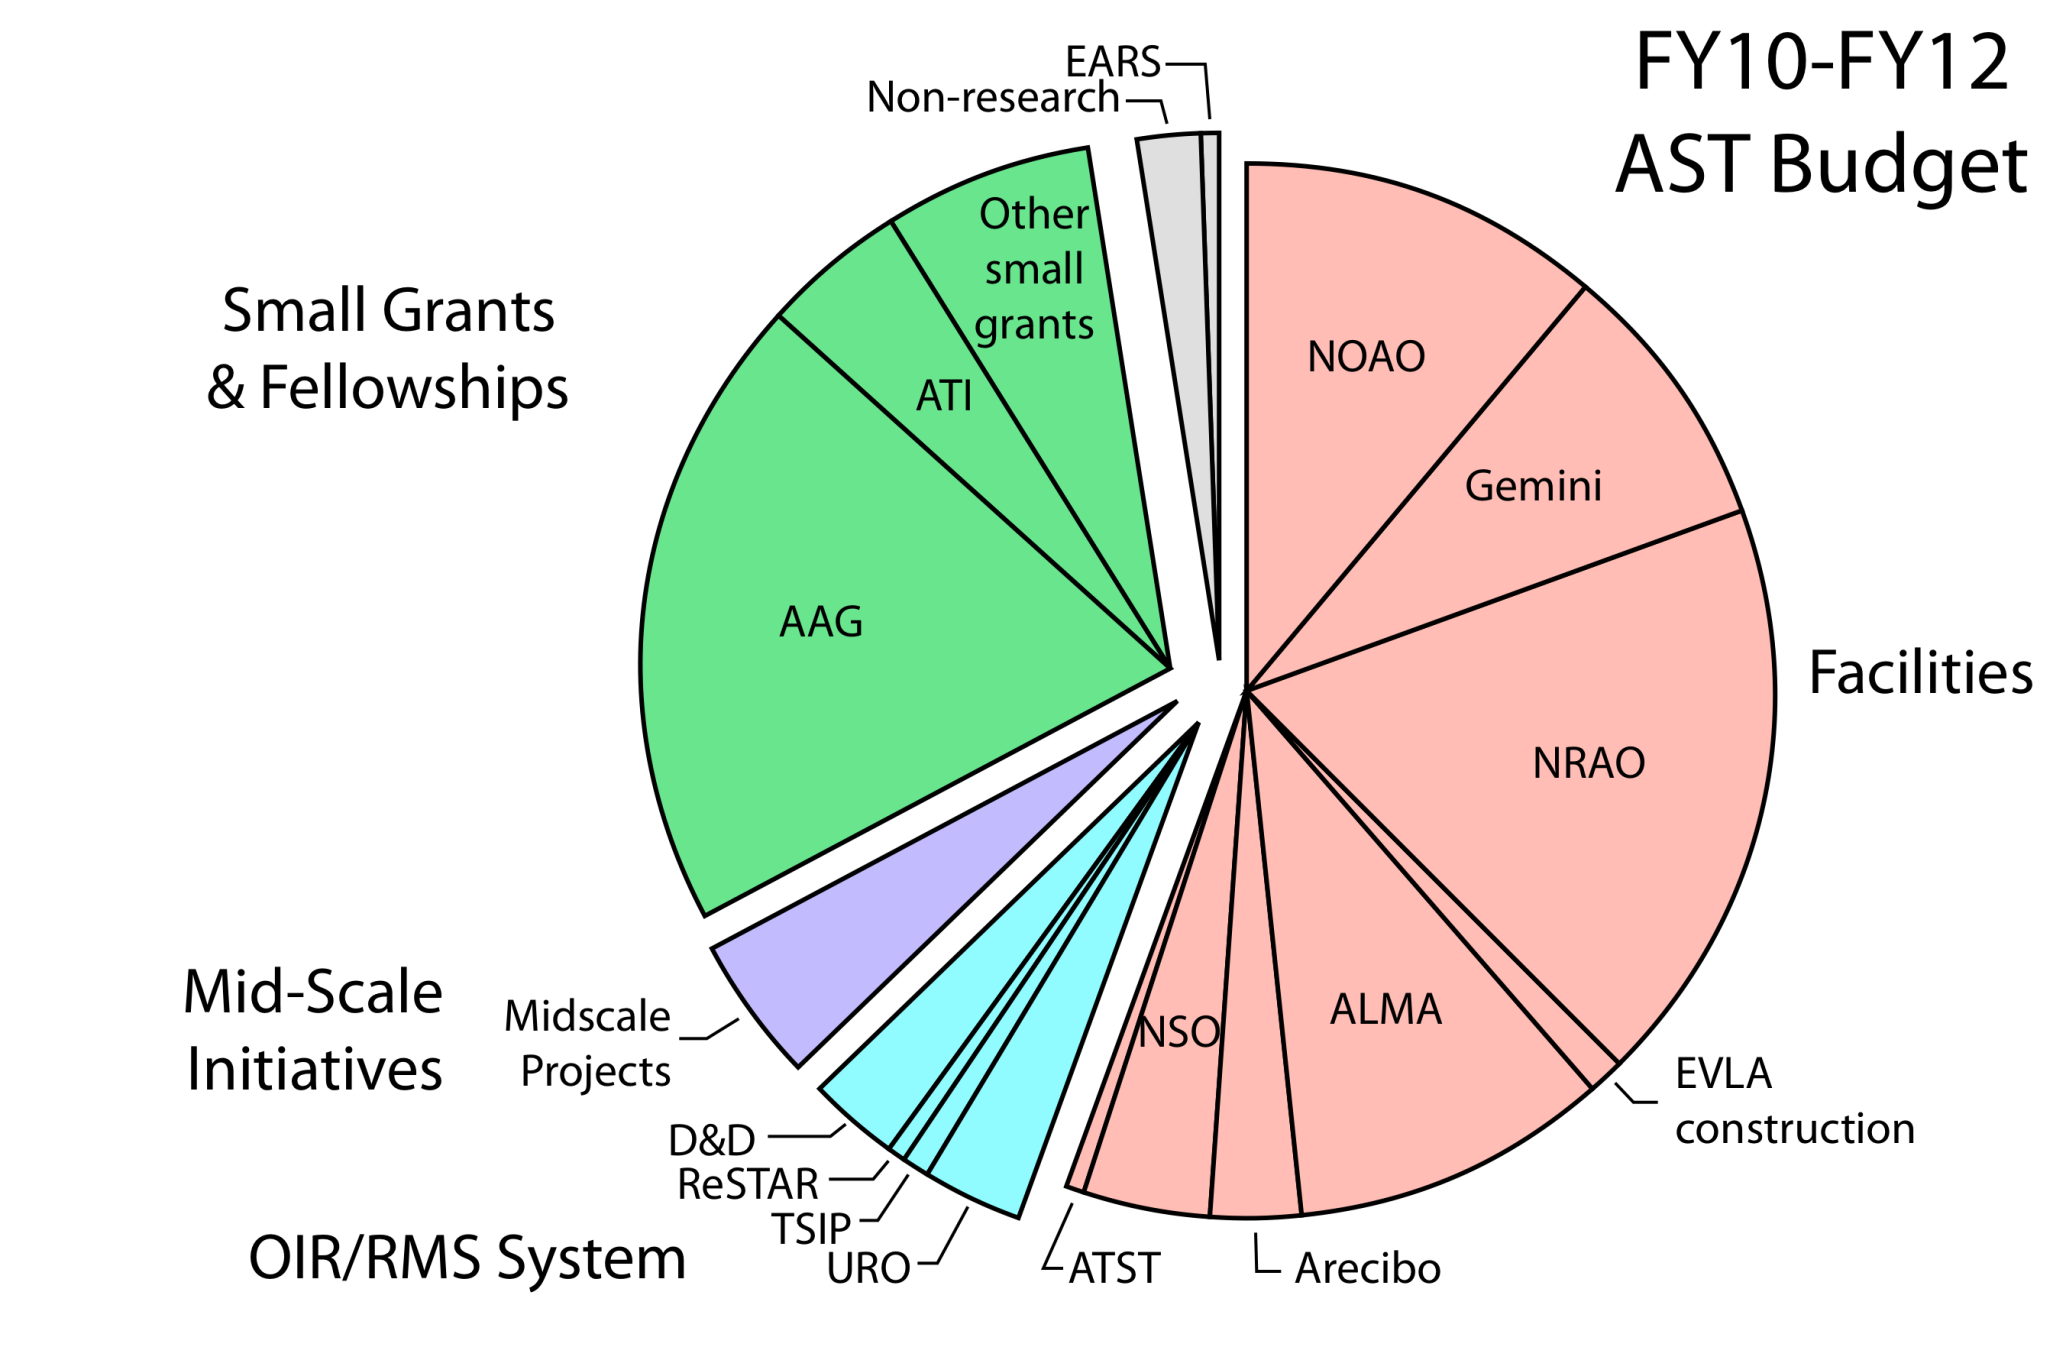 FY10-FY12
AST Budget
EARS
Non-research
Other
small
grants
Small Grants
& Fellowships
NOAO
ATI
Gemini
AAG
Facilities
NRAO
Mid-Scale
Initiatives
Midscale
Projects
NSO
ALMA
EVLA
construction
D&D
ReSTAR
TSIP
URO
OIR/RMS System
ATST
Arecibo